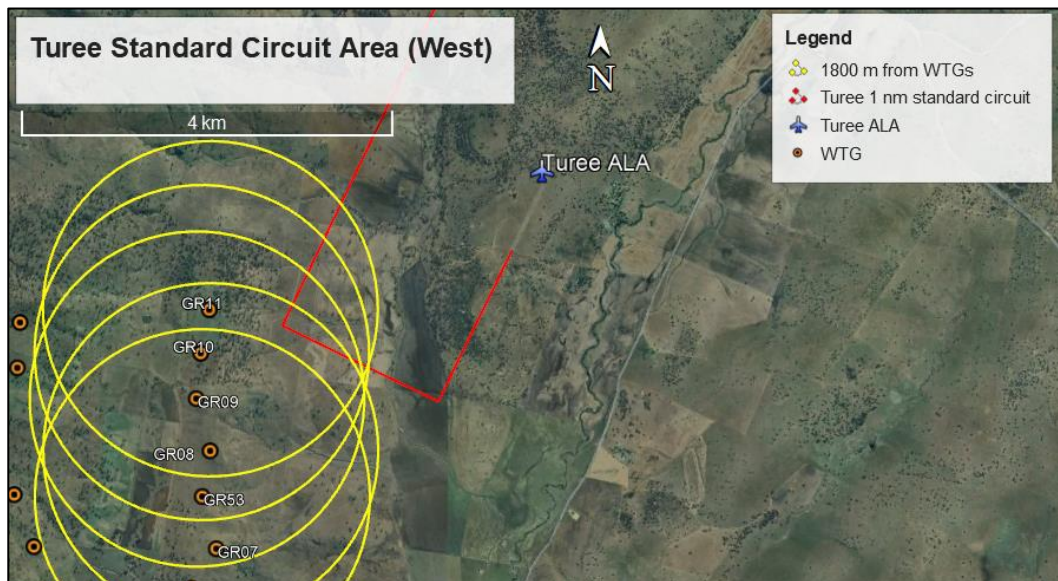 Turee Standard Circuit Area (West)
4 km
N
Legend
1800 m from WTGs
Turee 1 nm standard circuit
Turee ALA
WTG
Turee ALA
GR11
GR10
GR09
GR08
GR53
GR07